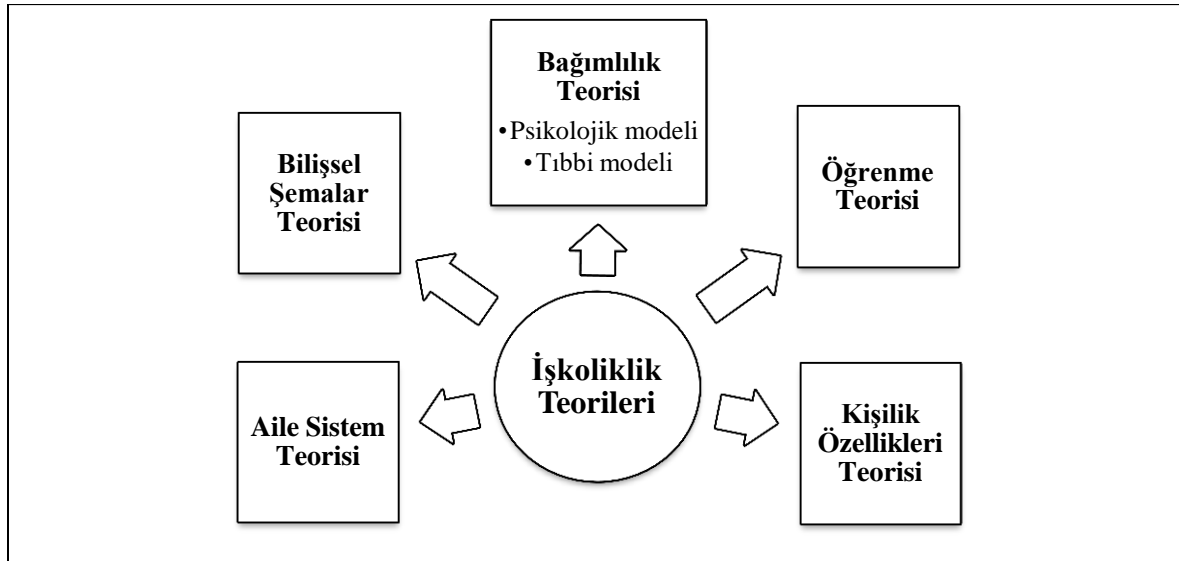 Bağımlılık
Teorisi
•Psikolojik modeli
•Tıbbi modeli
Bilişsel
Şemalar
Teorisi
Öğrenme
Teorisi
İşkoliklik
Teorileri
Aile Sistem
Teorisi
Kişilik
Özellikleri
Teorisi